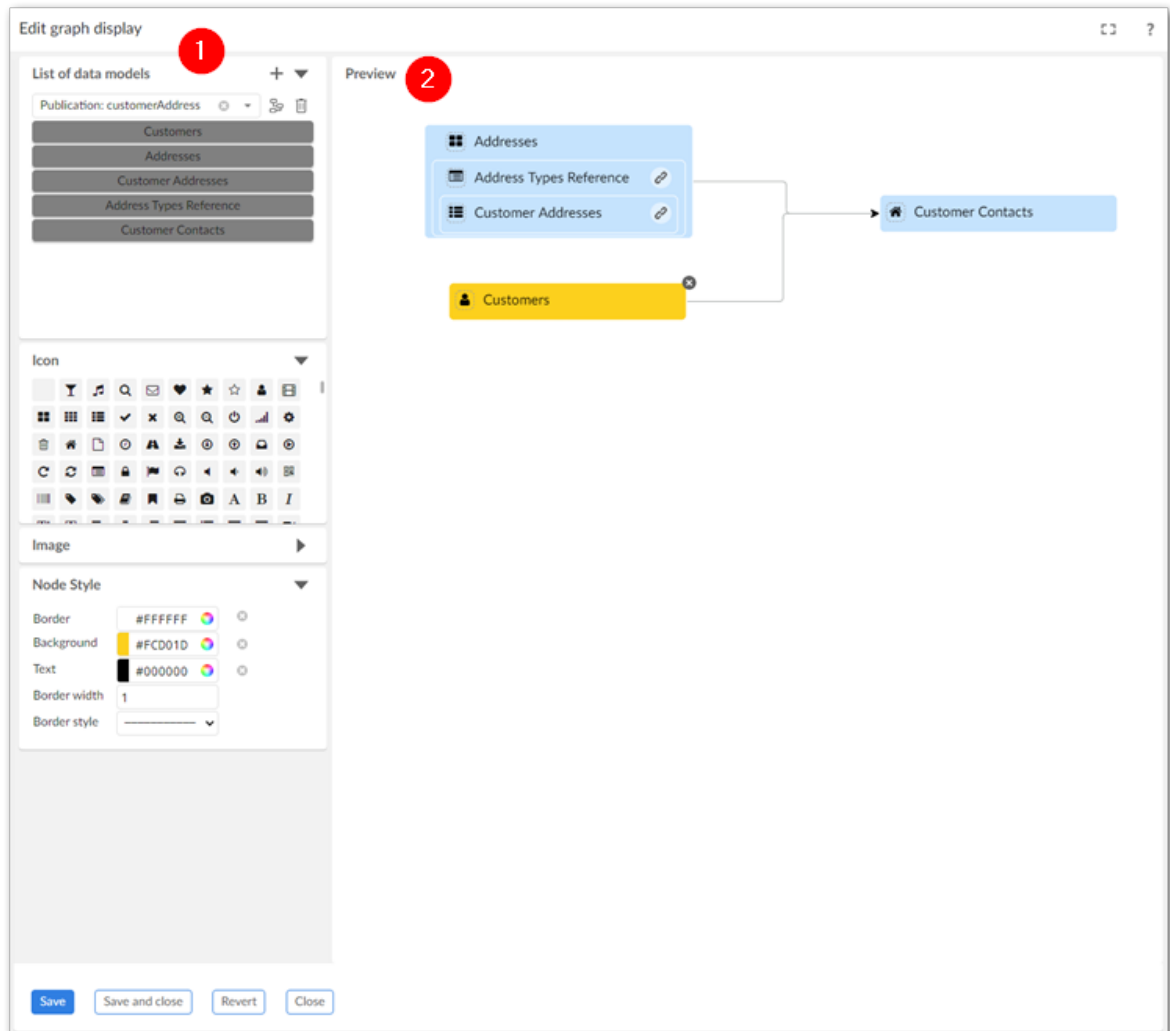 Edit graph display
?
1
List of data models
Publication: customerAddress
Customers
Addresses
Customer Addresses
Address Types Reference
Customer Contacts
Icon
A B I
Image
Node Style
Border #FFFFFF
Background #FCD01D
Text #000000
Border width 1
Border style
Preview
2
Addresses
Address Types Reference
Customer Addresses
Customer Contacts
Customers
Save Save and close Revert Close